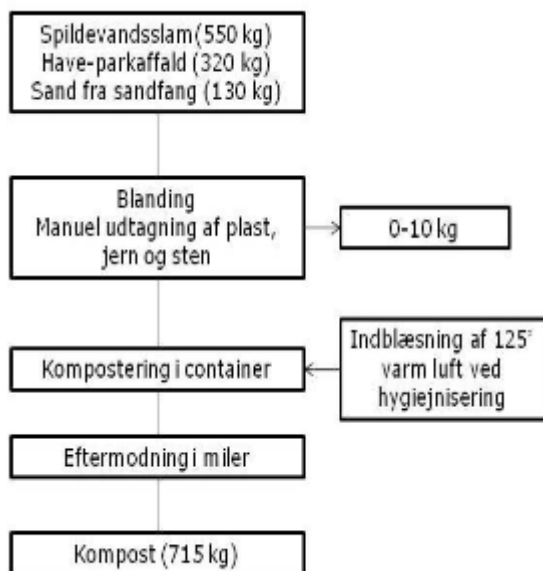 Spildevandsslam (550 kg)
Have-parkaffald (320 kg)
Sand fra sandfang (130 kg)
Blanding
Manuel udtagning af plast,
jern og sten
0-10 kg
Kompostering i container
Indblæsning af 125°
varm luft ved
hygiejnisering
Eftermodning i miler
Kompost (715 kg)